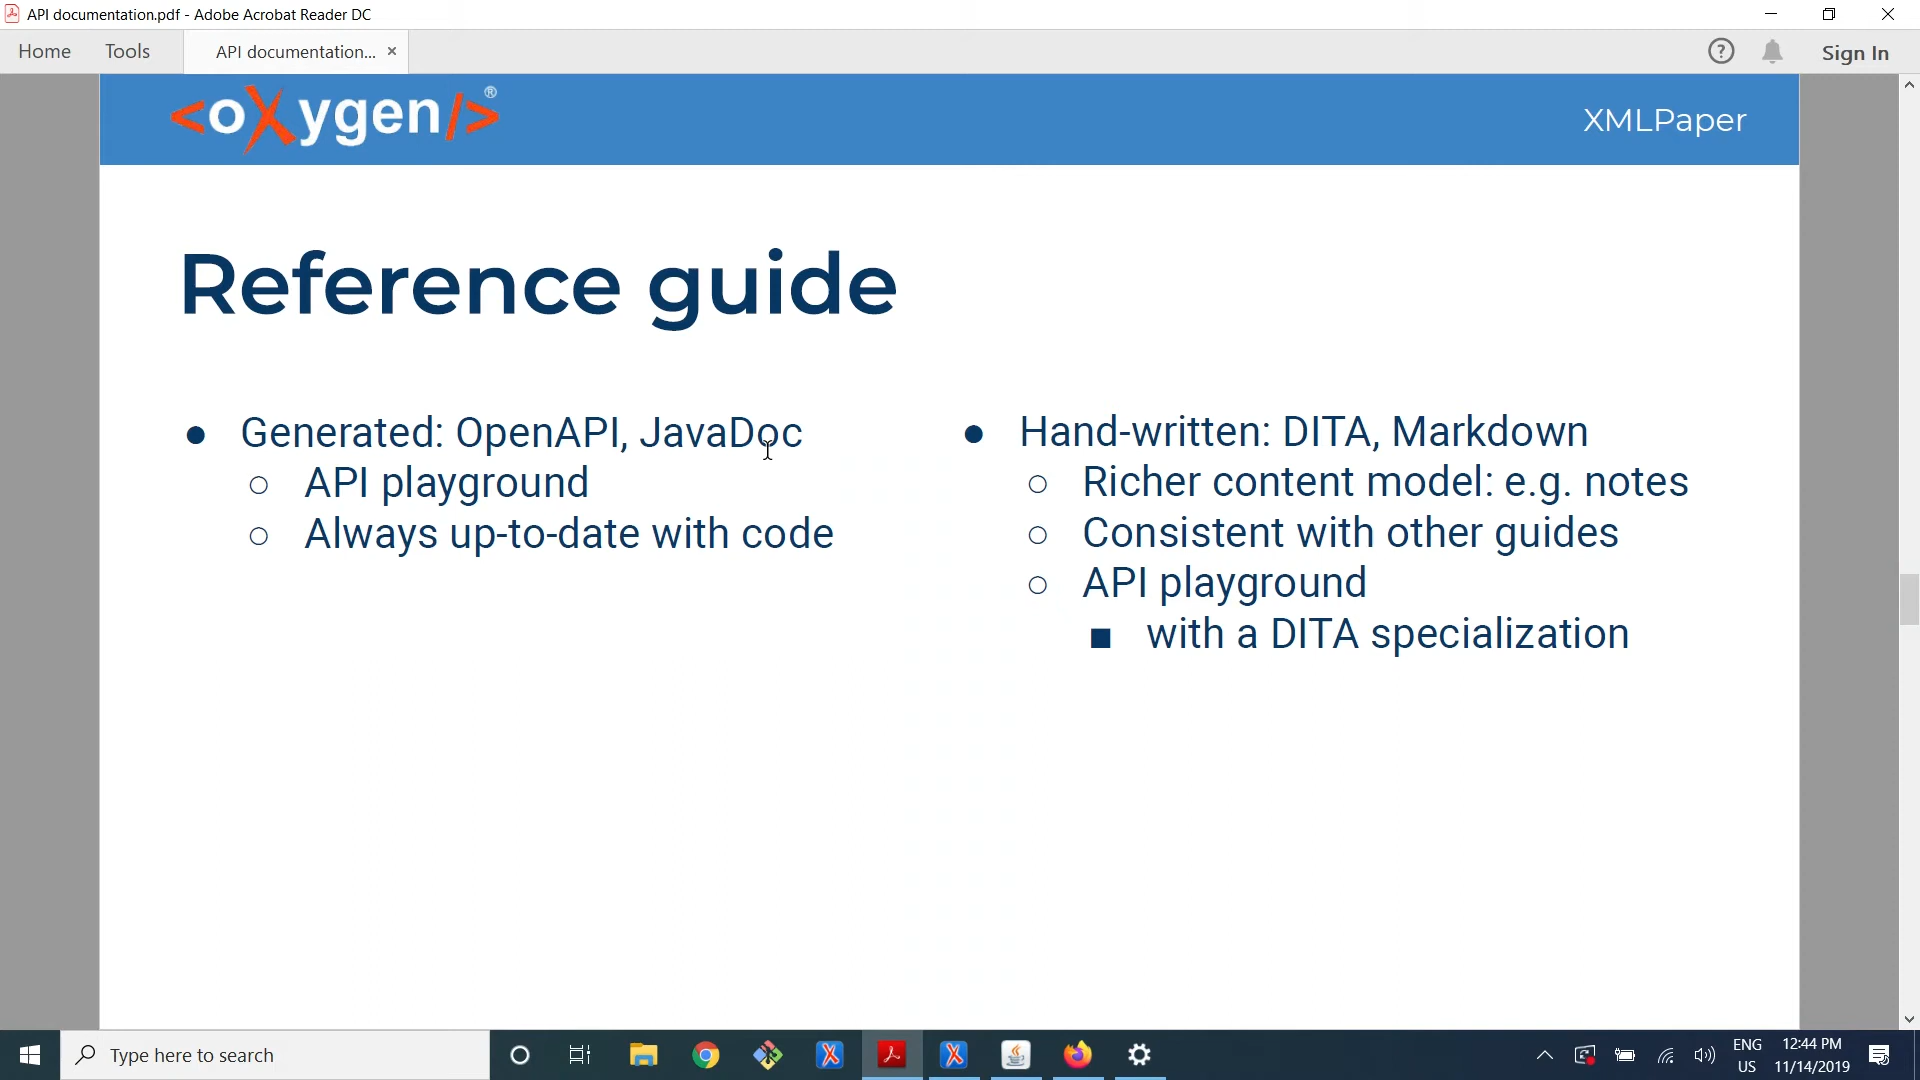 API documentation.pdf - Adobe Acrobat Reader DC
Home
Tools
API documentation...
Sign In
<oXygen/>®
XMLPaper
Reference guide
Generated: OpenAPI, JavaDoc
API playground
Always up-to-date with code
Hand-written: DITA, Markdown
Richer content model: e.g. notes
Consistent with other guides
API playground
with a DITA specialization
Type here to search
ENG
US
12:44 PM
11/14/2019